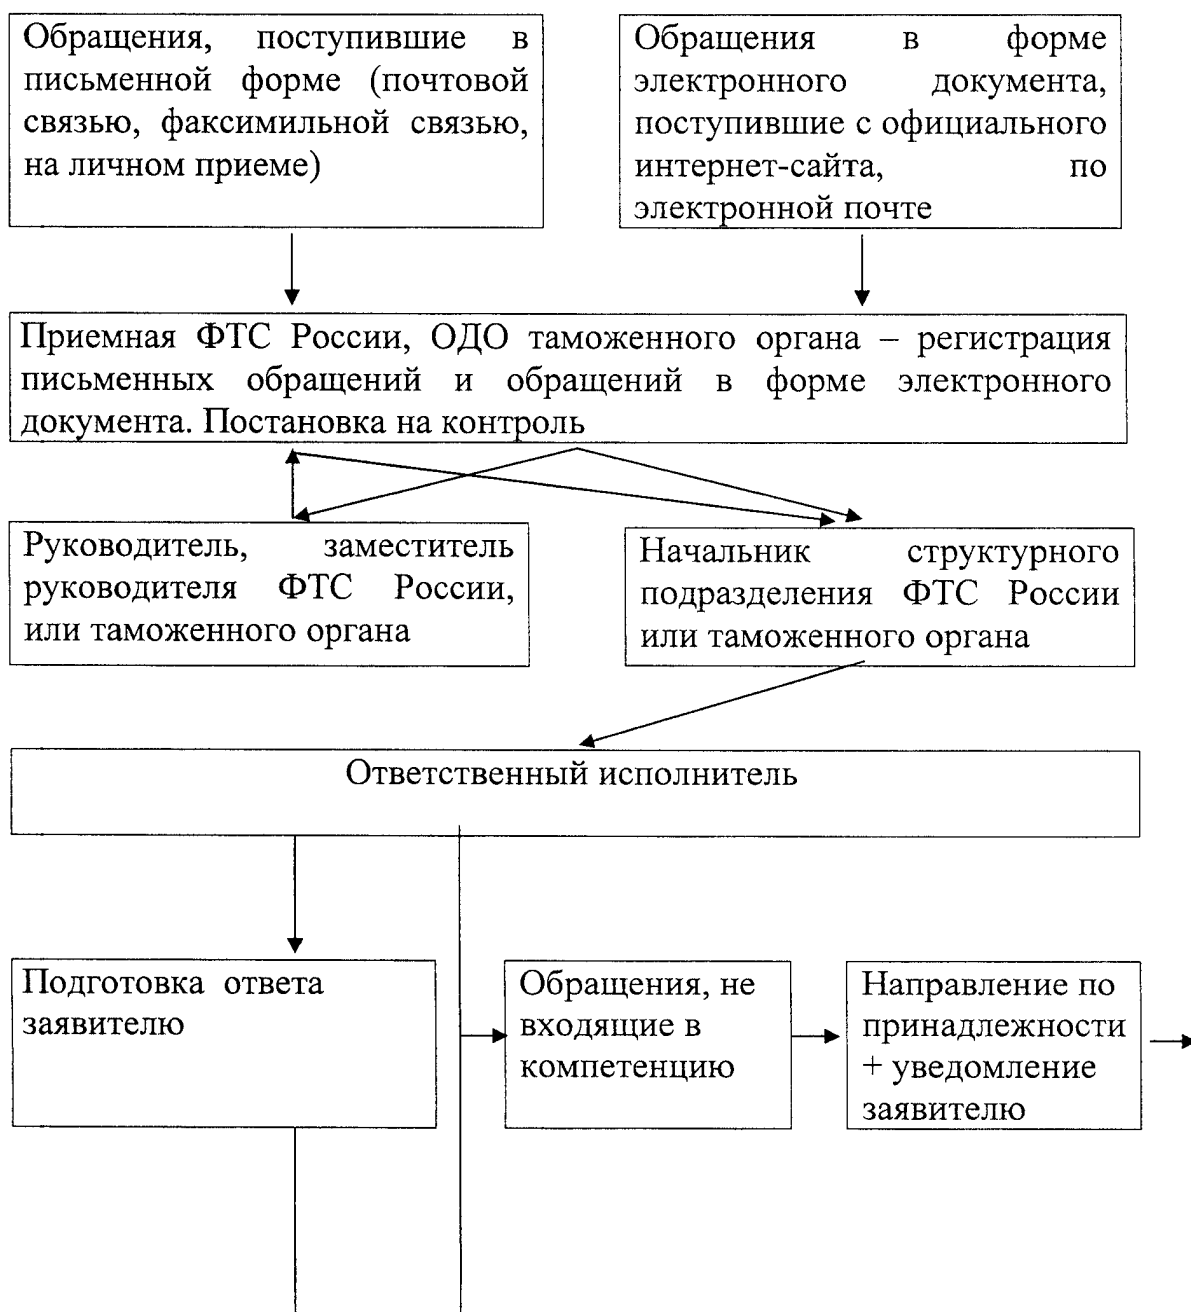 Обращения, поступившие в
письменной форме (почтовой
связью, факсимильной связью,
на личном приеме)
Обращения в форме
электронного документа,
поступившие с официального
интернет-сайта, по
электронной почте
Приемная ФТС России, ОДО таможенного органа – регистрация
письменных обращений и обращений в форме электронного
документа. Постановка на контроль
Руководитель, заместитель
руководителя ФТС России,
или таможенного органа
Начальник структурного
подразделения ФТС России
или таможенного органа
Ответственный исполнитель
Подготовка ответа
заявителю
Обращения, не
входящие в
компетенцию
Направление по
принадлежности
+ уведомление
заявителю